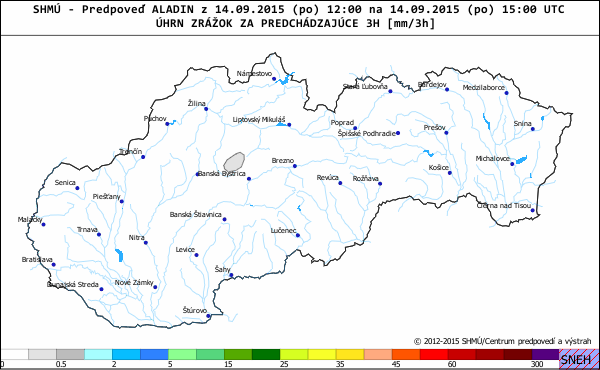 SHMÚ - Predpoveď ALADIN z 14.09.2015 (po) 12:00 na 14.09.2015 (po) 15:00 UTC
ÚHRN ZRÁŽOK ZA PREDCHÁDZAJÚCE 3H [mm/3h]
Námestovo
Stará Ľubovňa
Bardejov
Medzilaborce
Žilina
Púchov
Liptovský Mikuláš
Poprad
Spišské Podhradie
Prešov
Snina
Trenčín
Brezno
Michalovce
Banská Bystrica
Revúca
Rožňava
Košice
Senica
Piešťany
Čierna nad Tisou
Malacky
Banská Štiavnica
Trnava
Nitra
Lučenec
Levice
Bratislava
Šahy
Dunajská Streda
Nové Zámky
Štúrovo
© 2012-2015 SHMÚ/Centrum predpovedí a výstrah
0 0.5 2 5 15 25 35 45 60 120 300 SNEH